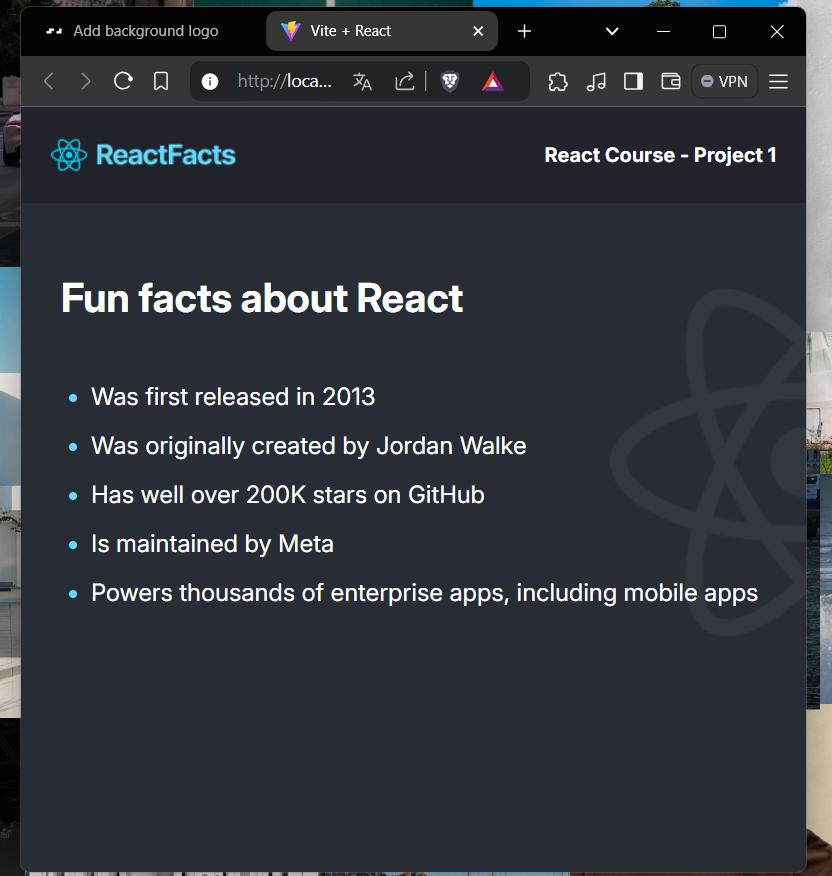 Add background logo
Vite + React
http://loca...
VPN
ReactFacts
React Course - Project 1
Fun facts about React
Was first released in 2013
Was originally created by Jordan Walke
Has well over 200K stars on GitHub
Is maintained by Meta
Powers thousands of enterprise apps, including mobile apps